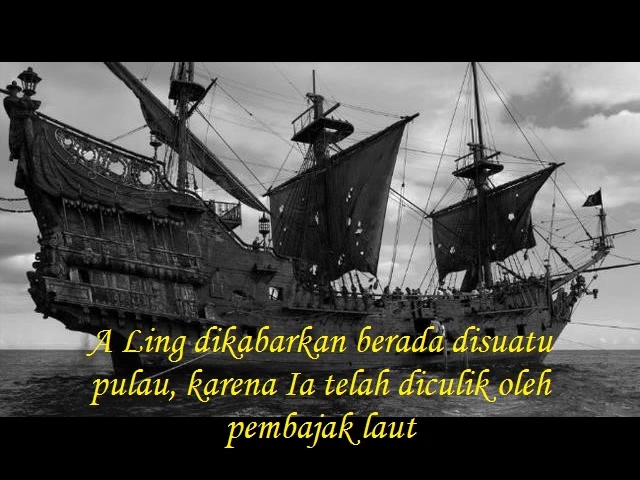 A Ling dikabarkan berada disuatu
pulau, karena Ia telah diculik oleh
pembajak laut